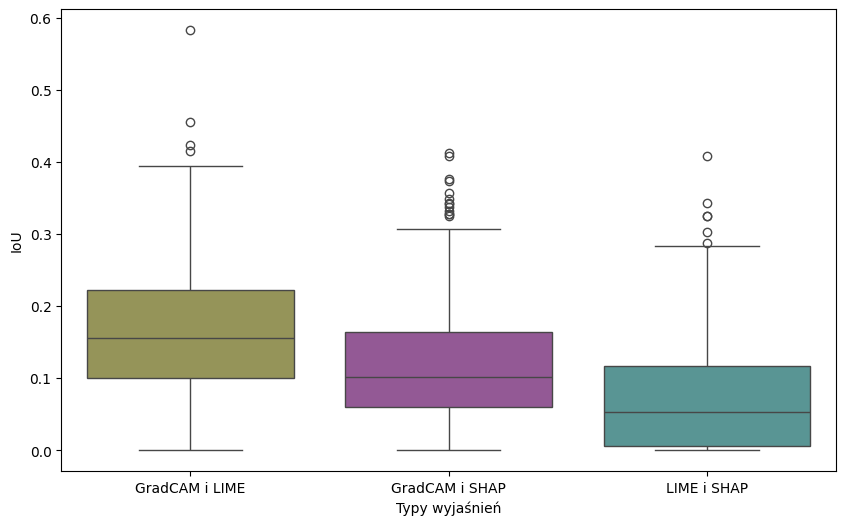 0.6
0.5
0.4
0.3
0.2
0.1
0.0
IoU
GradCAM i LIME
GradCAM i SHAP
LIME i SHAP
Typy wyjaśnień